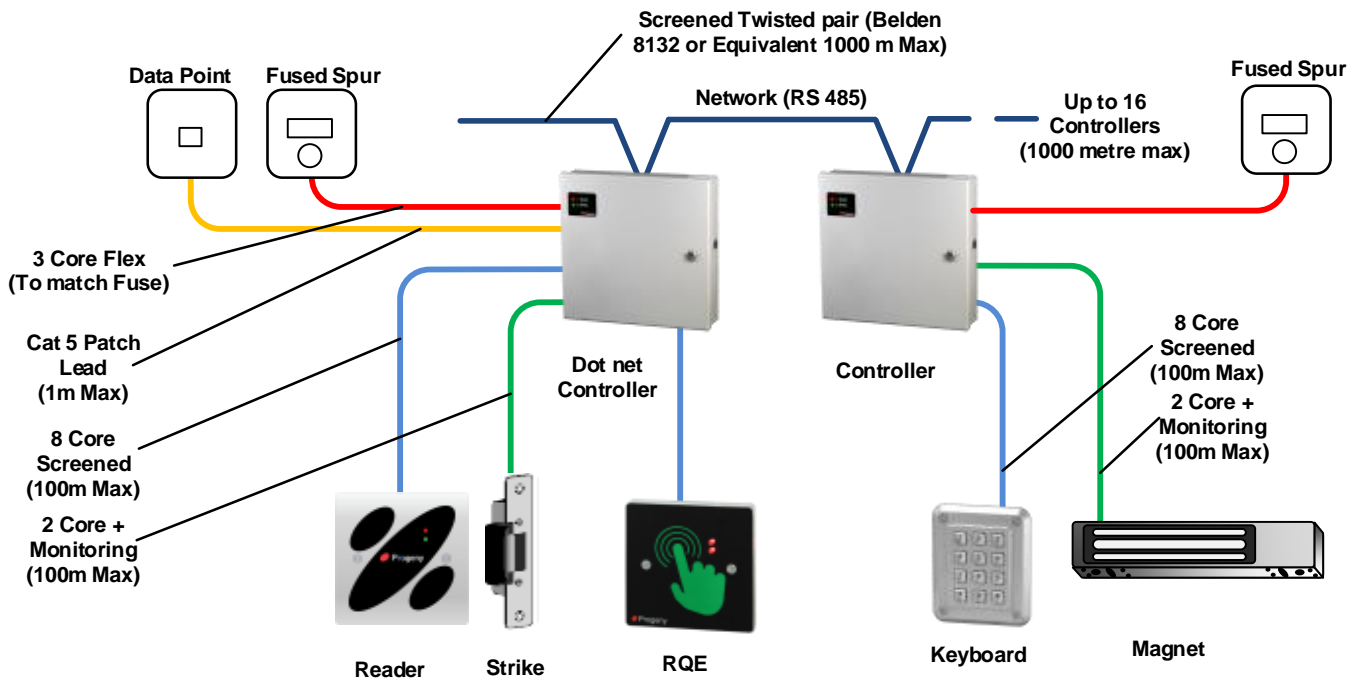 Screened Twisted pair (Belden
8132 or Equivalent 1000 m Max)
Data Point
Fused Spur
Network (RS 485)
Up to 16
Controllers
(1000 metre max)
Fused Spur
3 Core Flex
(To match Fuse)
Cat 5 Patch
Lead
(1m Max)
8 Core
Screened
(100m Max)
2 Core +
Monitoring
(100m Max)
Dot net
Controller
Controller
8 Core
Screened
(100m Max)
2 Core +
Monitoring
(100m Max)
Progeny
Progeny
Reader
Strike
RQE
Keyboard
Magnet